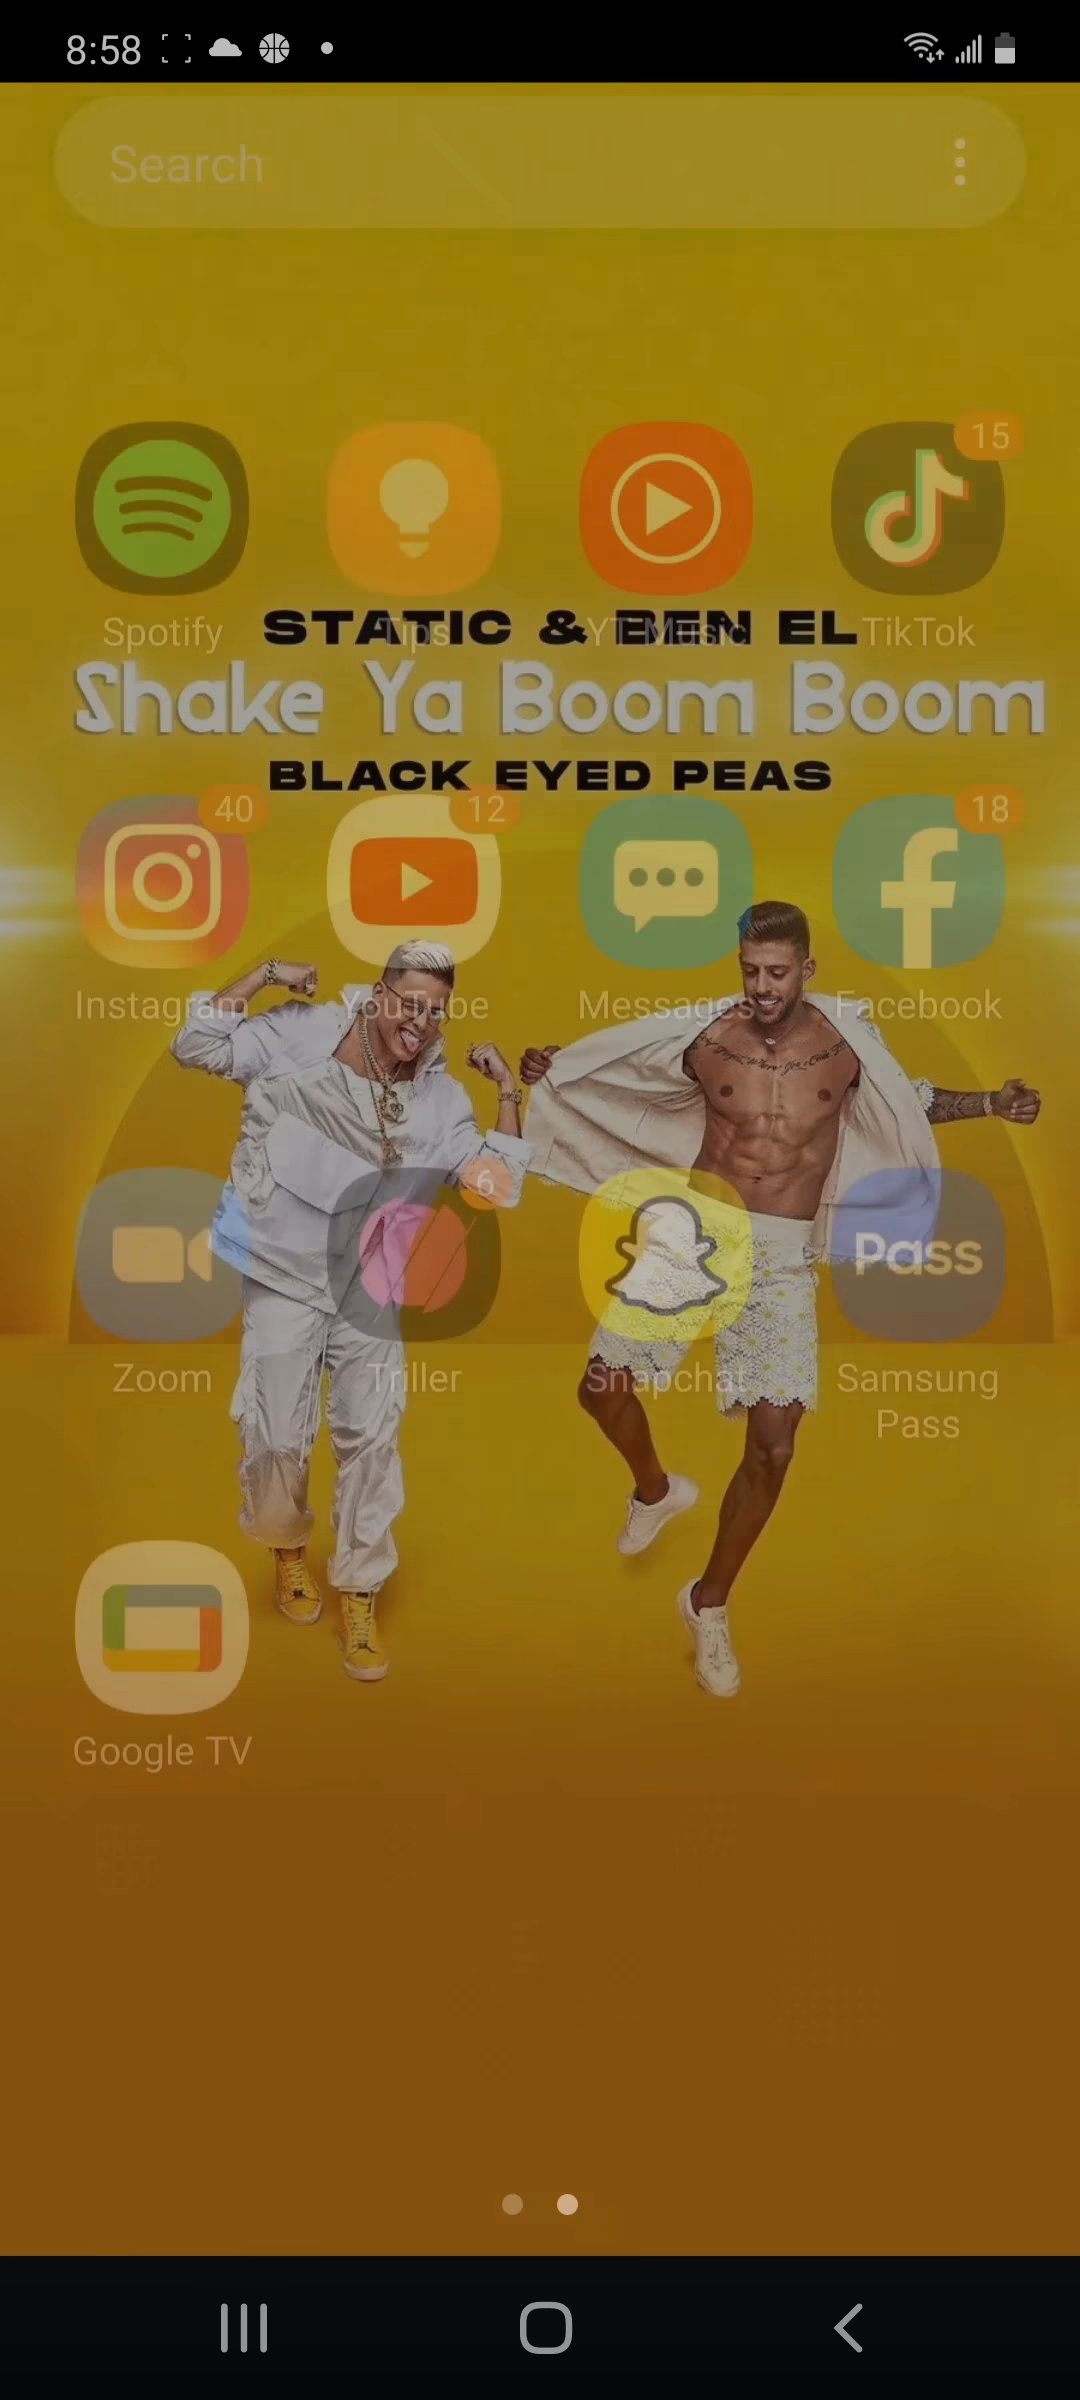 8:58
Search
15
Spotify
Tips
YT Music
TikTok
STATIC & BEN EL
Shake Ya Boom Boom
BLACK EYED PEAS
40
12
18
Instagram
YouTube
Messages
Facebook
6
Pass
Zoom
Triller
Snapchat
Samsung
Pass
Google TV